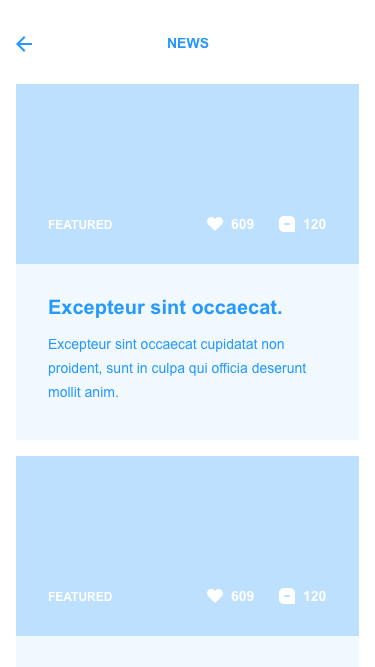 NEWS
FEATURED 609 120
Excepteur sint occaecat.
Excepteur sint occaecat cupidatat non
proident, sunt in culpa qui officia deserunt
mollit anim.
FEATURED 609 120